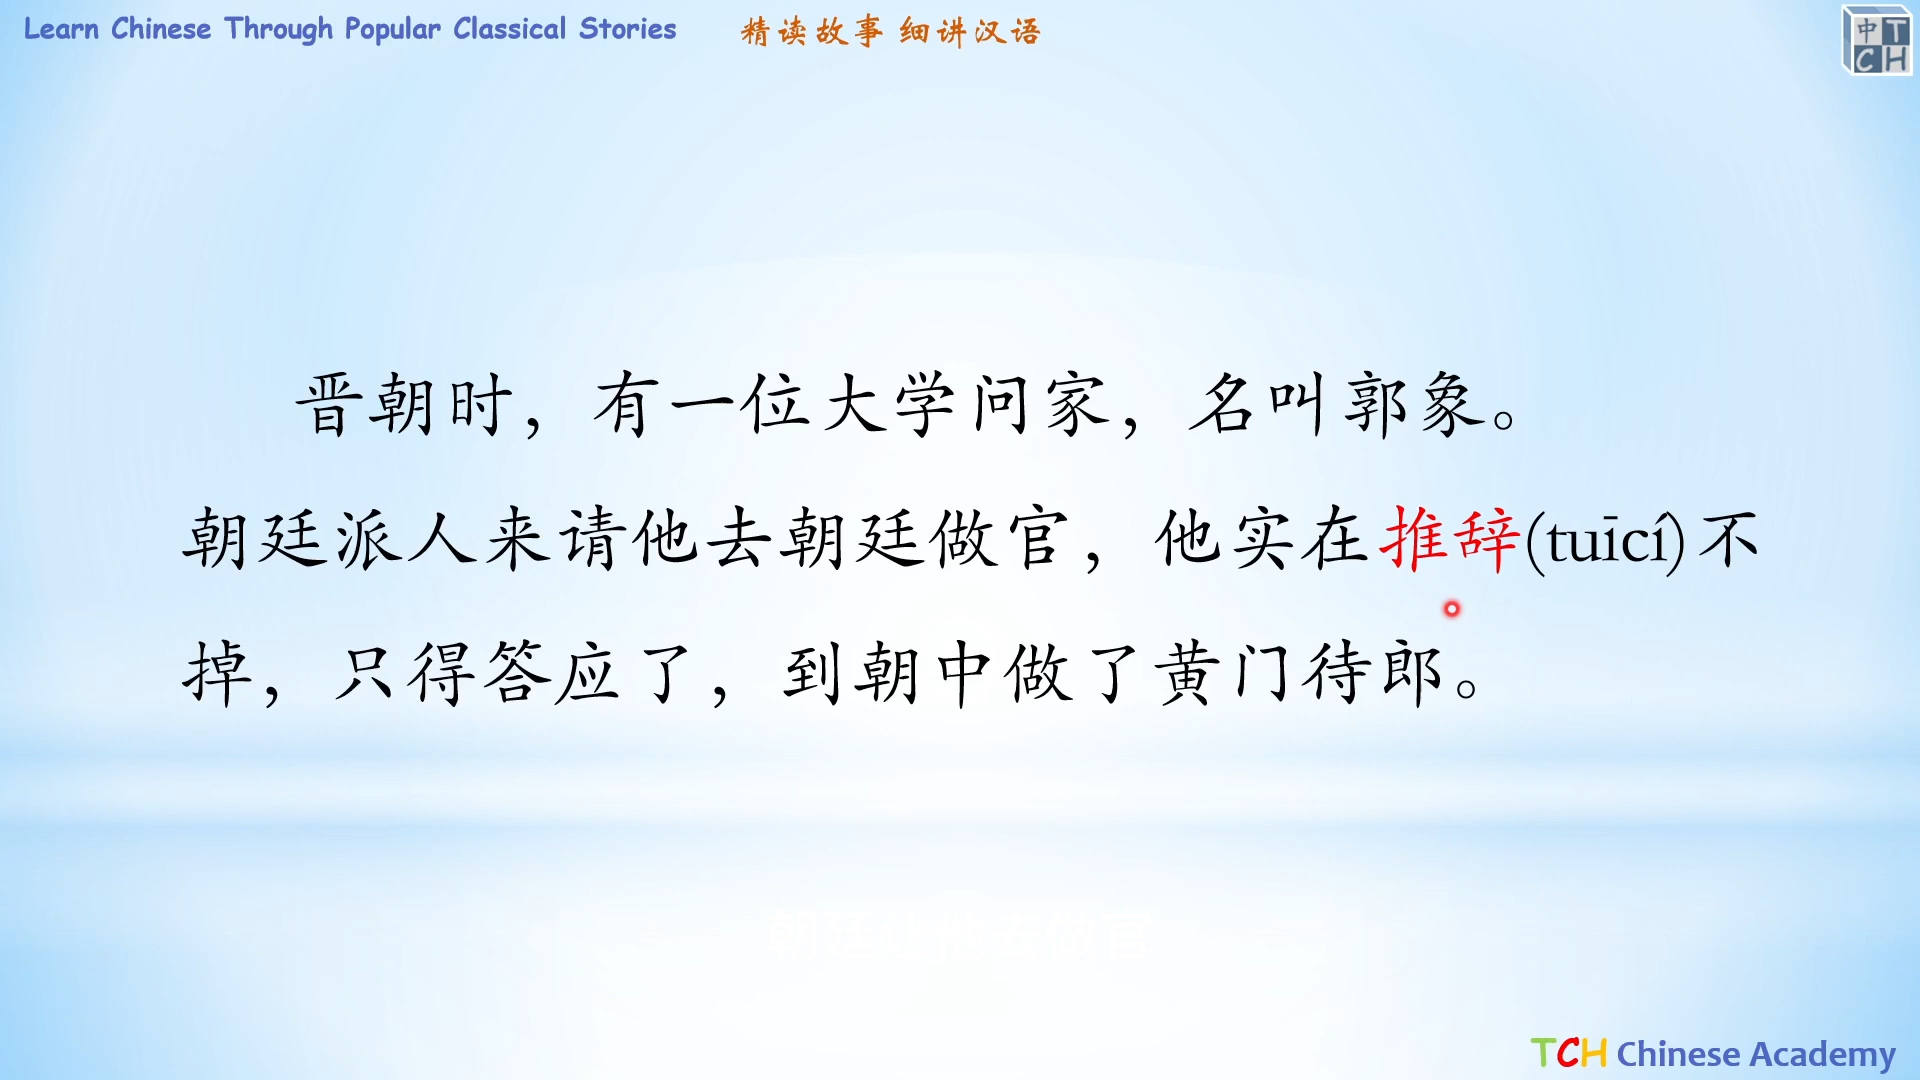 Learn Chinese Through Popular Classical Stories 精读故事 细讲汉语
中T
CH
晋朝时，有一位大学问家，名叫郭象。
朝廷派人来请他去朝廷做官，他实在推辞(tuīcí)不
掉，只得答应了，到朝中做了黄门待郎。
TCH Chinese Academy